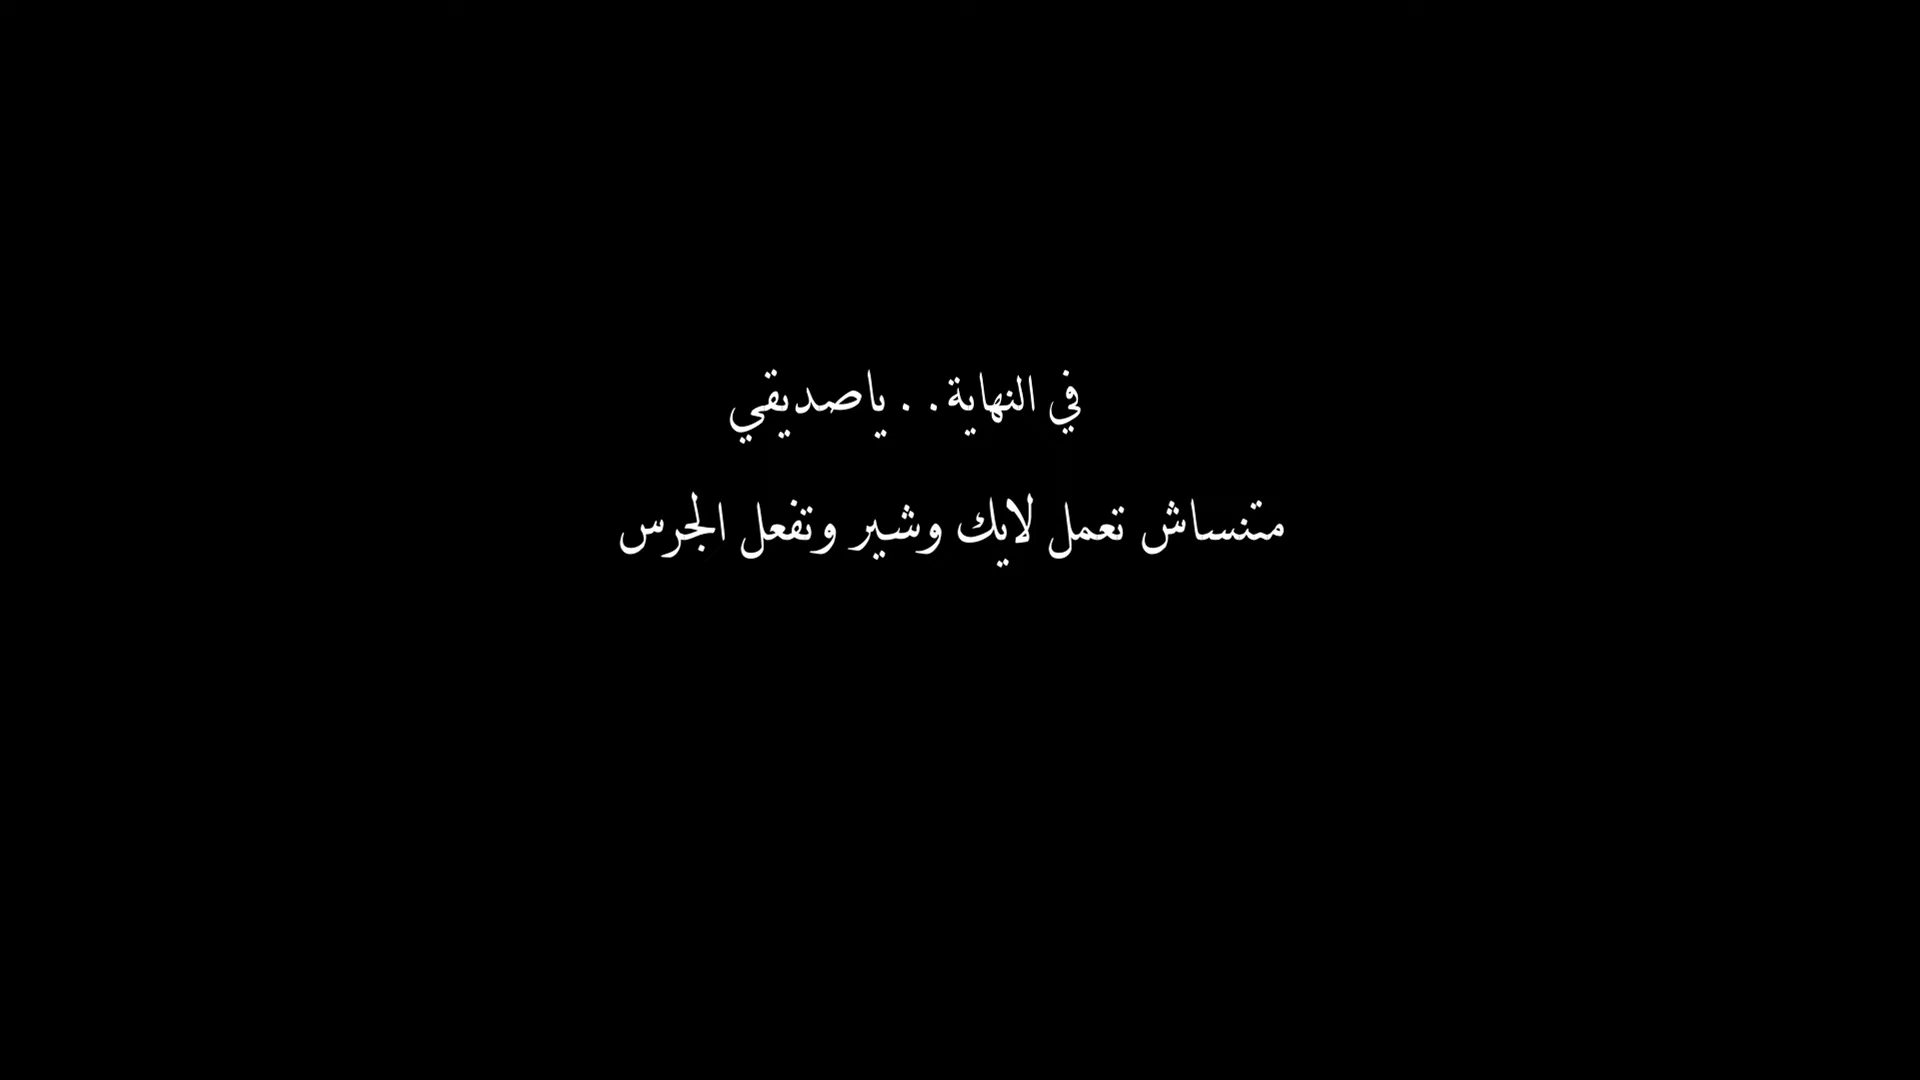 في النهاية.. ياصديقي
متنساش تعمل لايك وشير وتفعل الجرس